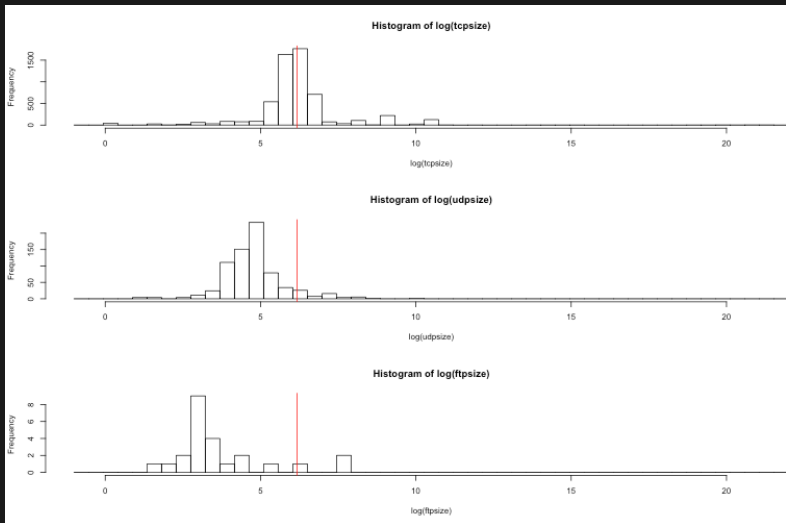 Histogram of log(tcpsize)
Frequency
0 500 1500
0 5 10 15 20
log(tcpsize)
Histogram of log(udpsize)
Frequency
0 50 150
0 5 10 15 20
log(udpsize)
Histogram of log(ftpsize)
Frequency
0 2 4 6 8
0 5 10 15 20
log(ftpsize)